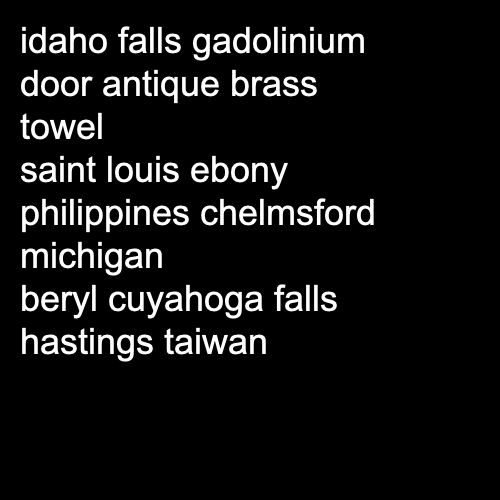 idaho falls gadolinium
door antique brass
towel
saint louis ebony
philippines chelmsford
michigan
beryl cuyahoga falls
hastings taiwan